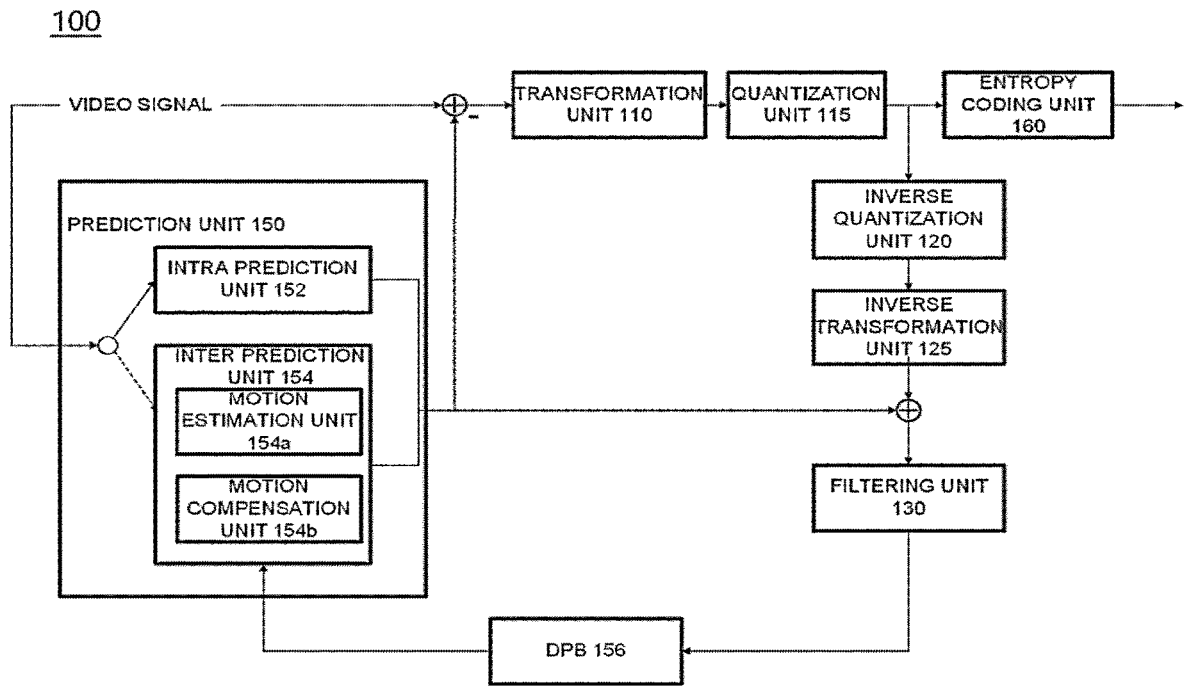 100
VIDEO SIGNAL
-
TRANSFORMATION
UNIT 110
QUANTIZATION
UNIT 115
ENTROPY
CODING UNIT
160
INVERSE
QUANTIZATION
UNIT 120
PREDICTION UNIT 150
INTRA PREDICTION
UNIT 152
INVERSE
TRANSFORMATION
UNIT 125
INTER PREDICTION
UNIT 154
MOTION
ESTIMATION UNIT
154a
MOTION
COMPENSATION
UNIT 154b
FILTERING UNIT
130
DPB 156